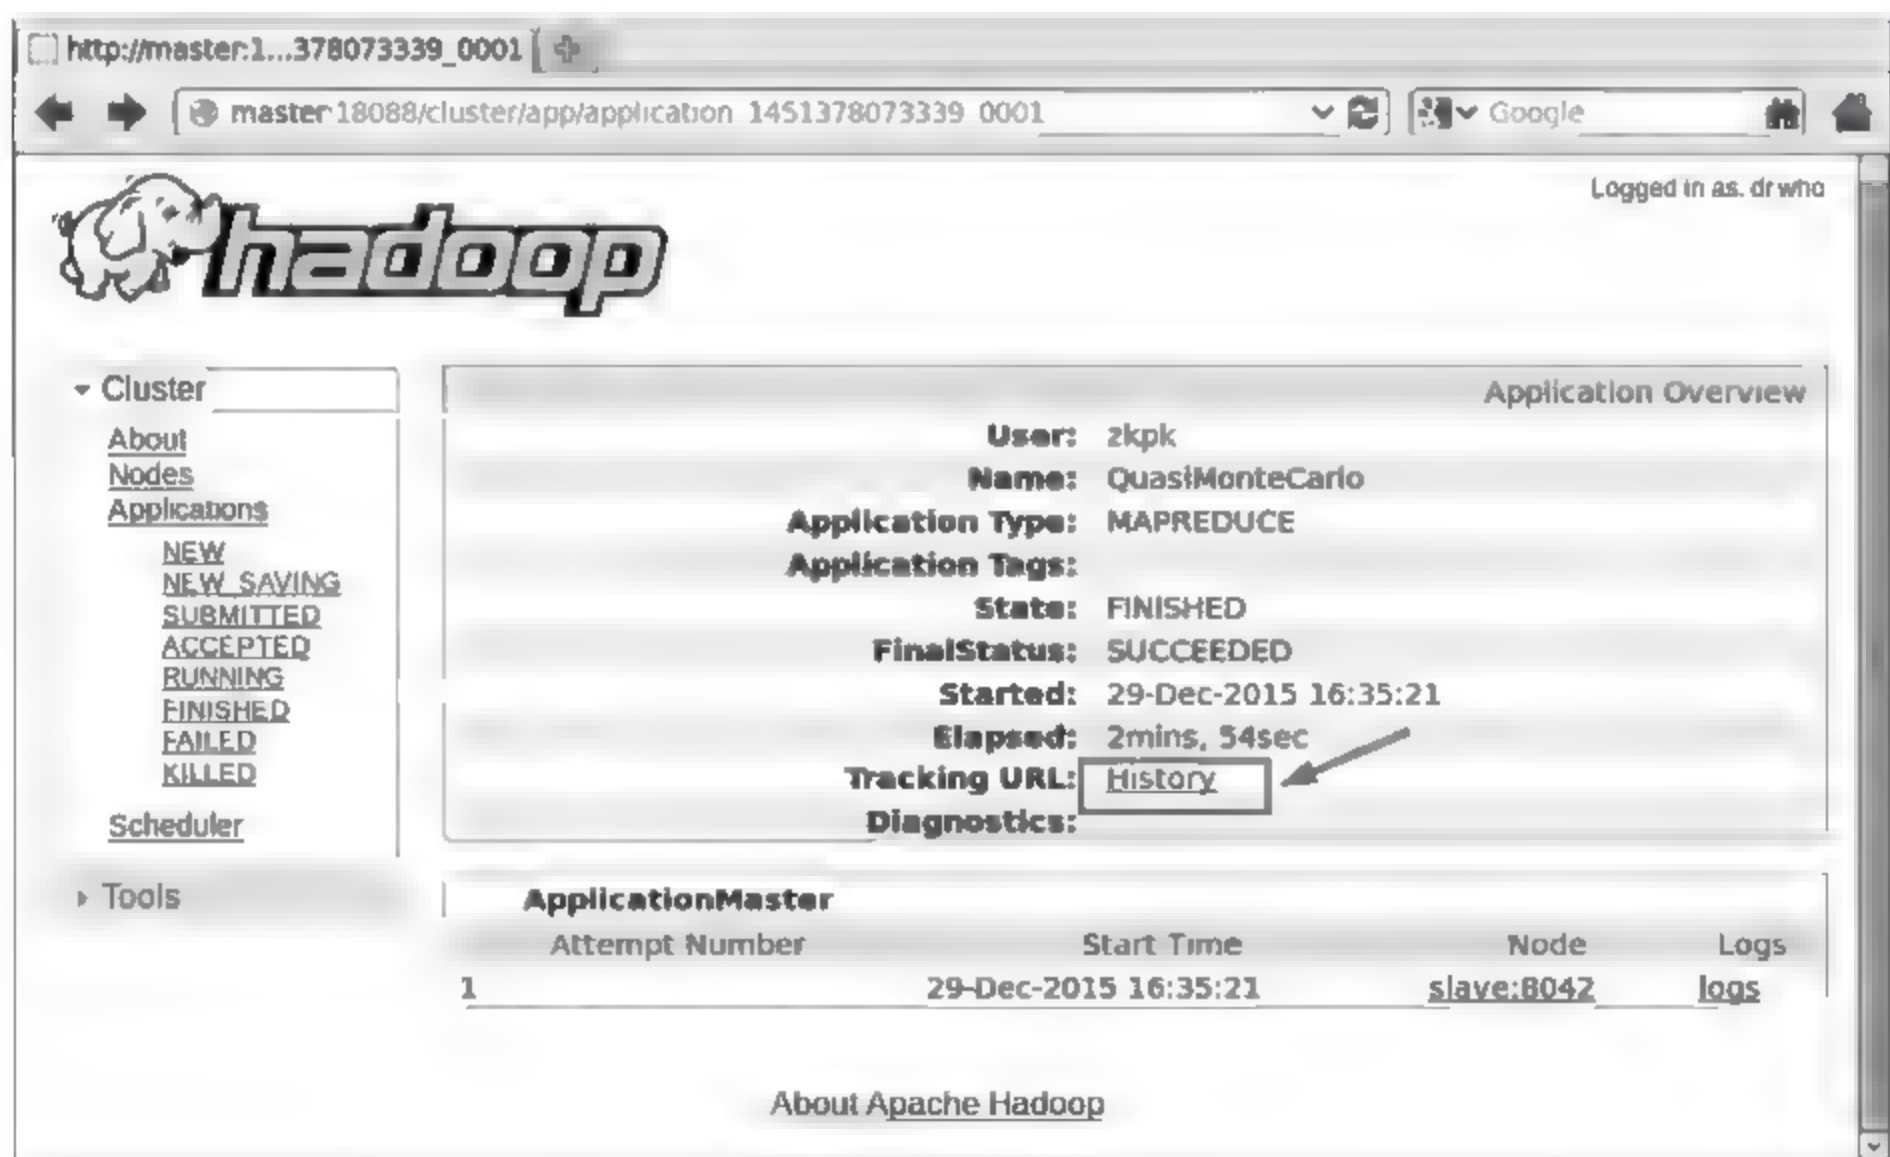 http://master:1...378073339_0001
master:18088/cluster/app/application_1451378073339_0001
Google
Logged in as: dr.who
hadoop
Cluster
About
Nodes
Applications
NEW
NEW_SAVING
SUBMITTED
ACCEPTED
RUNNING
FINISHED
FAILED
KILLED
Scheduler
Tools
Application Overview
User: zkpk
Name: QuasiMonteCarlo
Application Type: MAPREDUCE
Application Tags:
State: FINISHED
FinalStatus: SUCCEEDED
Started: 29-Dec-2015 16:35:21
Elapsed: 2mins, 54sec
Tracking URL: History
Diagnostics:
ApplicationMaster
Attempt Number Start Time Node Logs
1 29-Dec-2015 16:35:21 slave:8042 logs
About Apache Hadoop